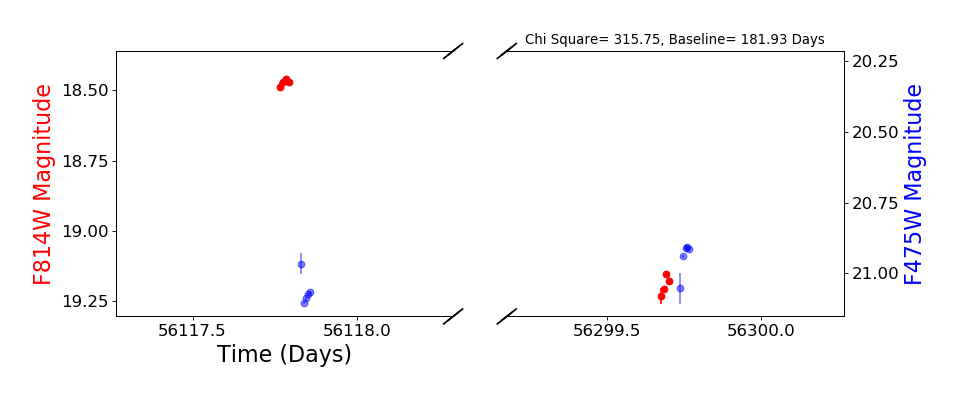 Chi Square= 315.75, Baseline= 181.93 Days
F814W Magnitude
18.50
18.75
19.00
19.25
20.25
20.50
20.75
21.00
F475W Magnitude
56117.5 56118.0 56299.5 56300.0
Time (Days)